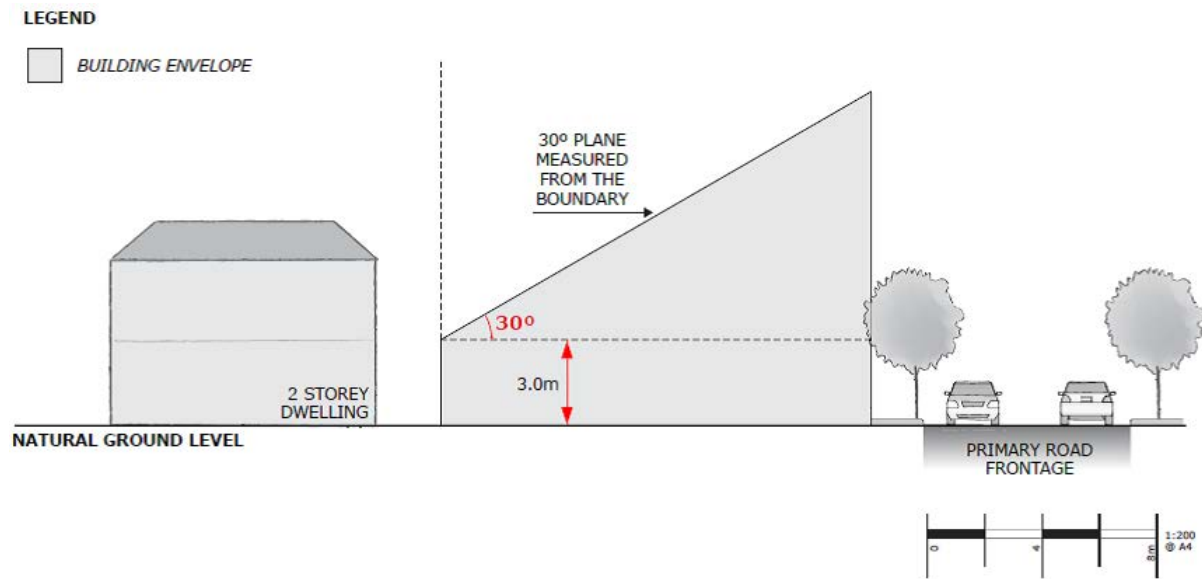 LEGEND
BUILDING ENVELOPE
30º PLANE
MEASURED
FROM THE
BOUNDARY
30º
3.0m
2 STOREY
DWELLING
NATURAL GROUND LEVEL
PRIMARY ROAD
FRONTAGE
0
4
8m
1:200
@ A4